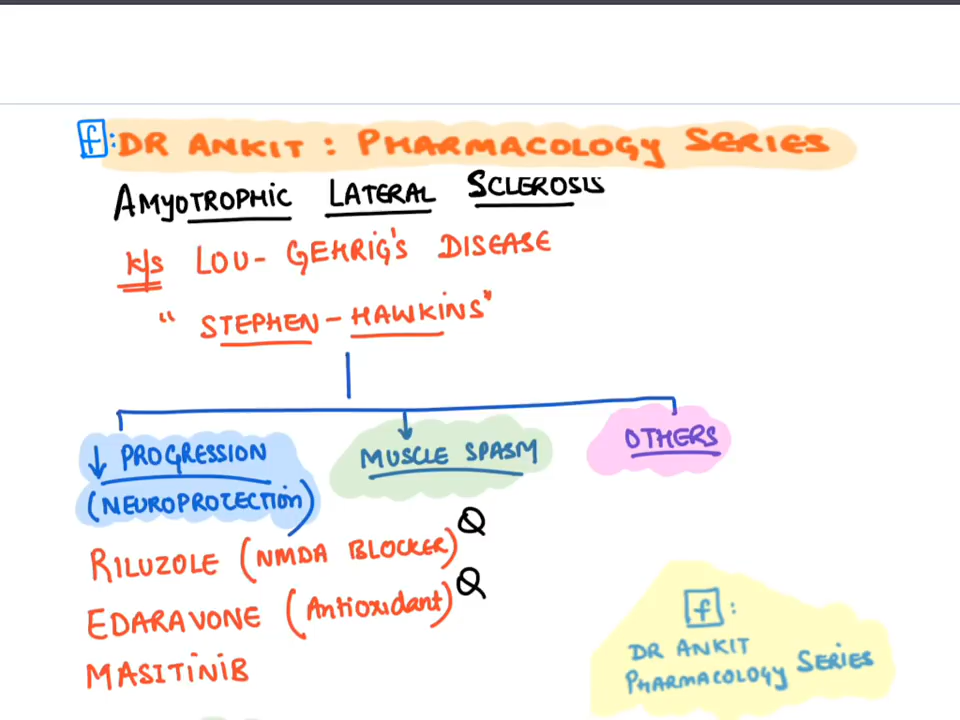 f: DR ANKIT : PHARMACOLOGY SERIES
AMYOTROPHIC LATERAL SCLEROSIS
K/S LOU-GEHRIG'S DISEASE
"STEPHEN-HAWKINS"
↓ PROGRESSION
(NEUROPROTECTION)
MUSCLE SPASM
OTHERS
RILUZOLE (NMDA BLOCKER) Q
EDARAVONE (Antioxidant) Q
MASITINIB
f:
DR ANKIT
PHARMACOLOGY SERIES